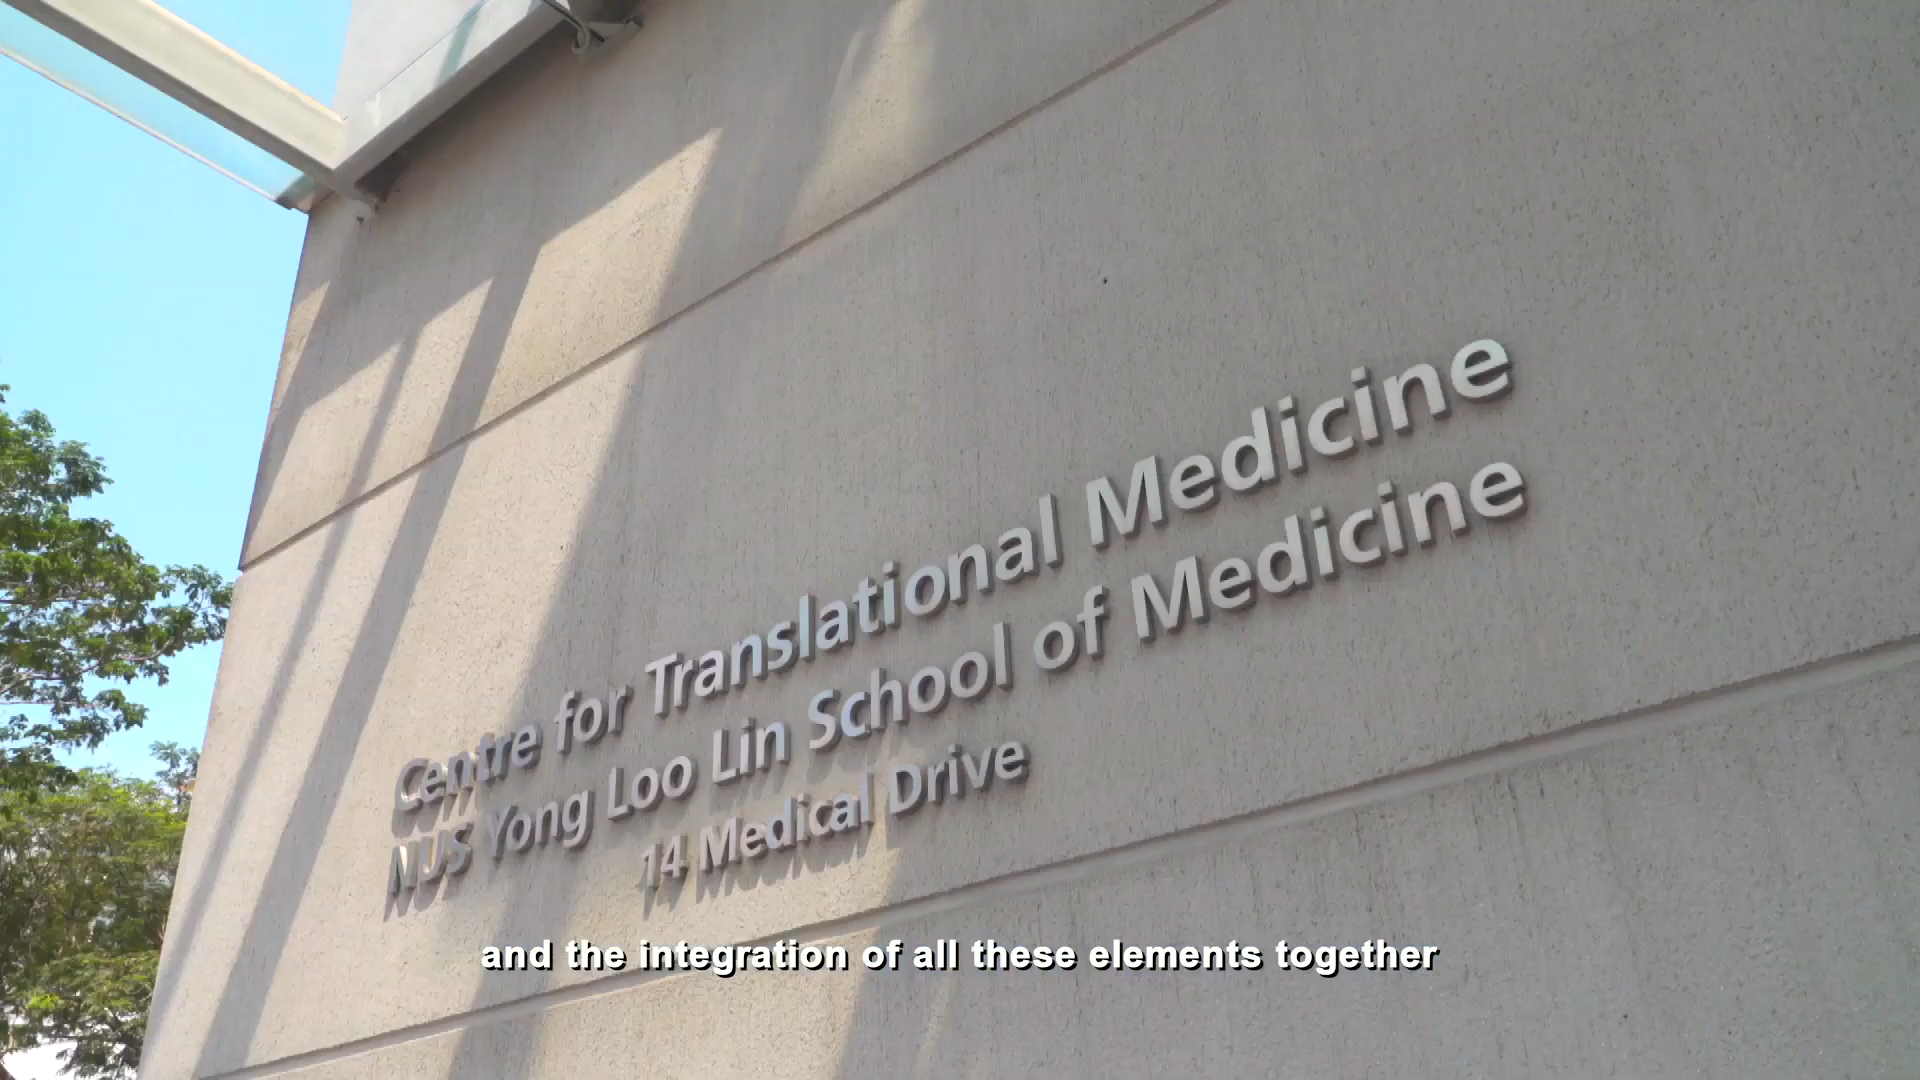 Centre for Translational Medicine
NUS Yong Loo Lin School of Medicine
14 Medical Drive
and the integration of all these elements together